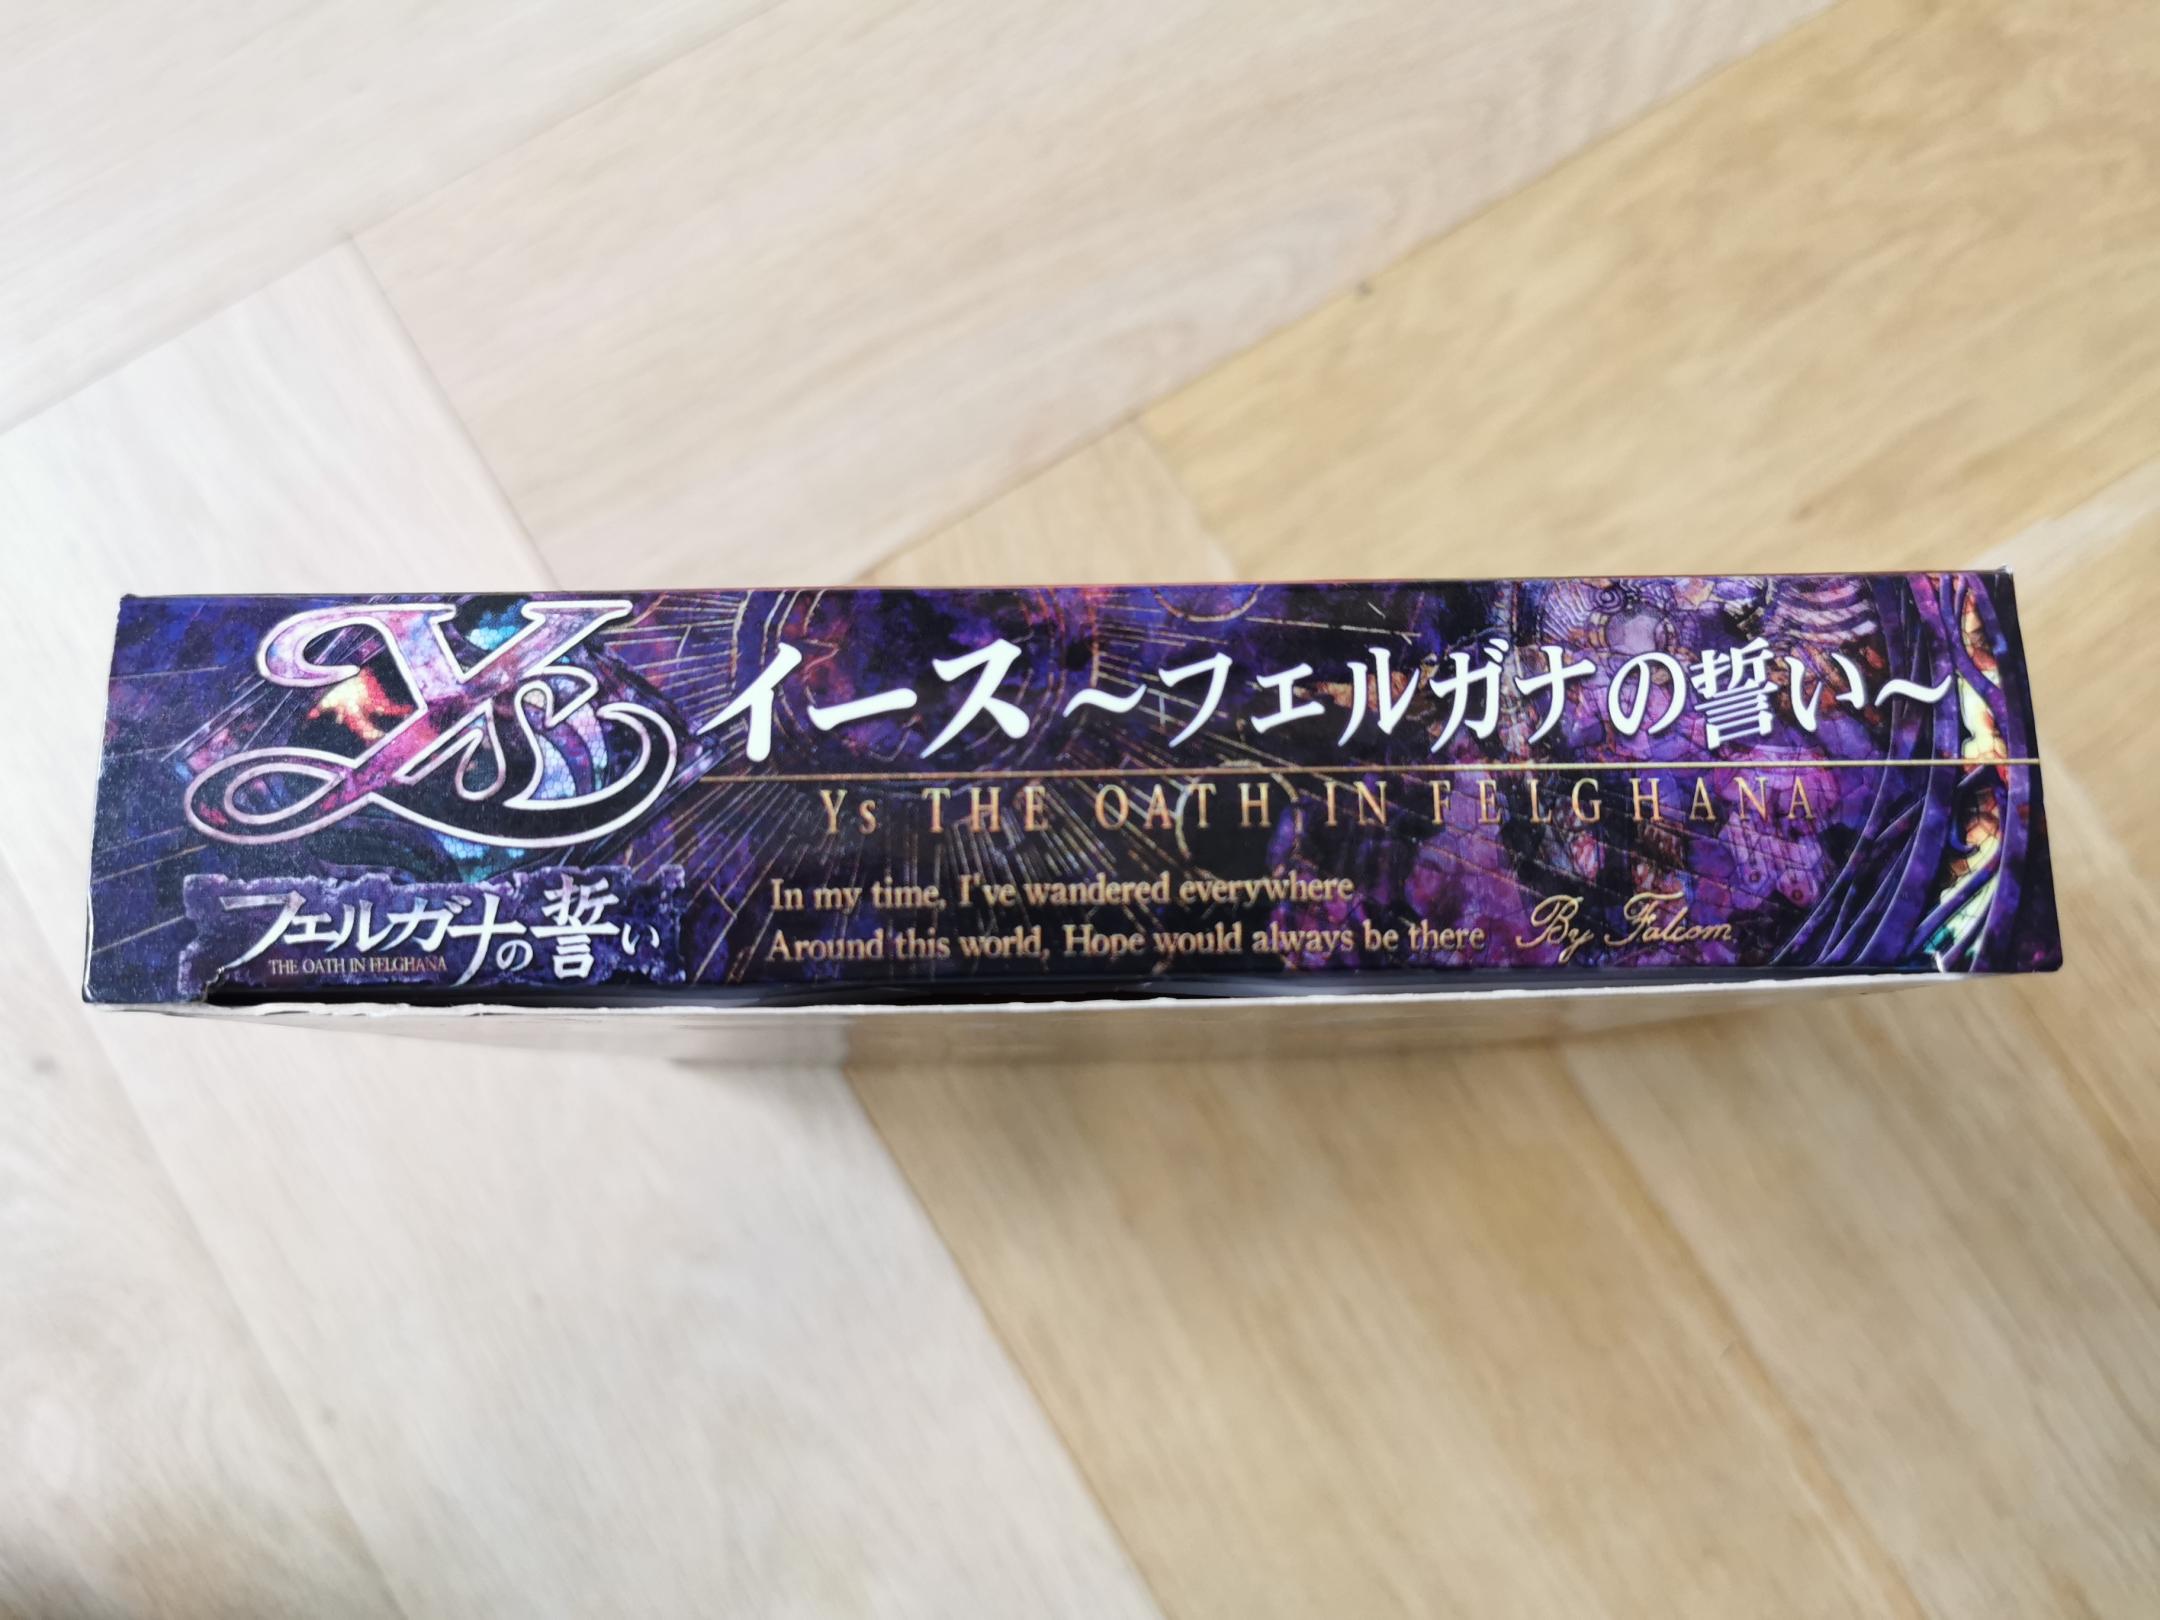 Ys
フェルガナの誓い
THE OATH IN FELGHANA
イース～フェルガナの誓い～
Ys THE OATH IN FELGHANA
In my time, I've wandered everywhere
Around this world, Hope would always be there
By Falcom